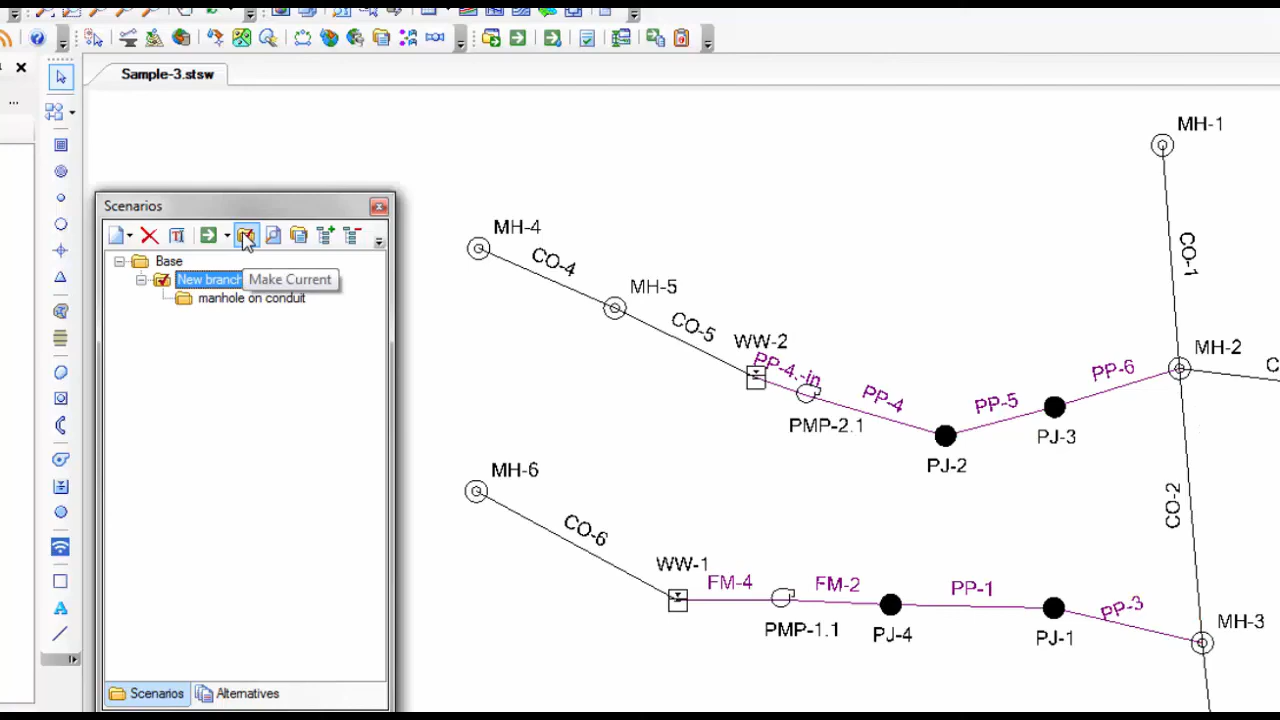 Sample-3.stsw
...
MH-1
Scenarios
MH-4
CO-4
CO-1
Base
New branch
Make Current
MH-5
manhole on conduit
CO-5
WW-2
MH-2
PP-4.-in
PP-4
PP-5
PP-6
C
PMP-2.1
PJ-3
PJ-2
MH-6
CO-2
CO-6
WW-1
FM-4
FM-2
PP-1
PP-3
PMP-1.1
PJ-4
PJ-1
MH-3
Scenarios
Alternatives